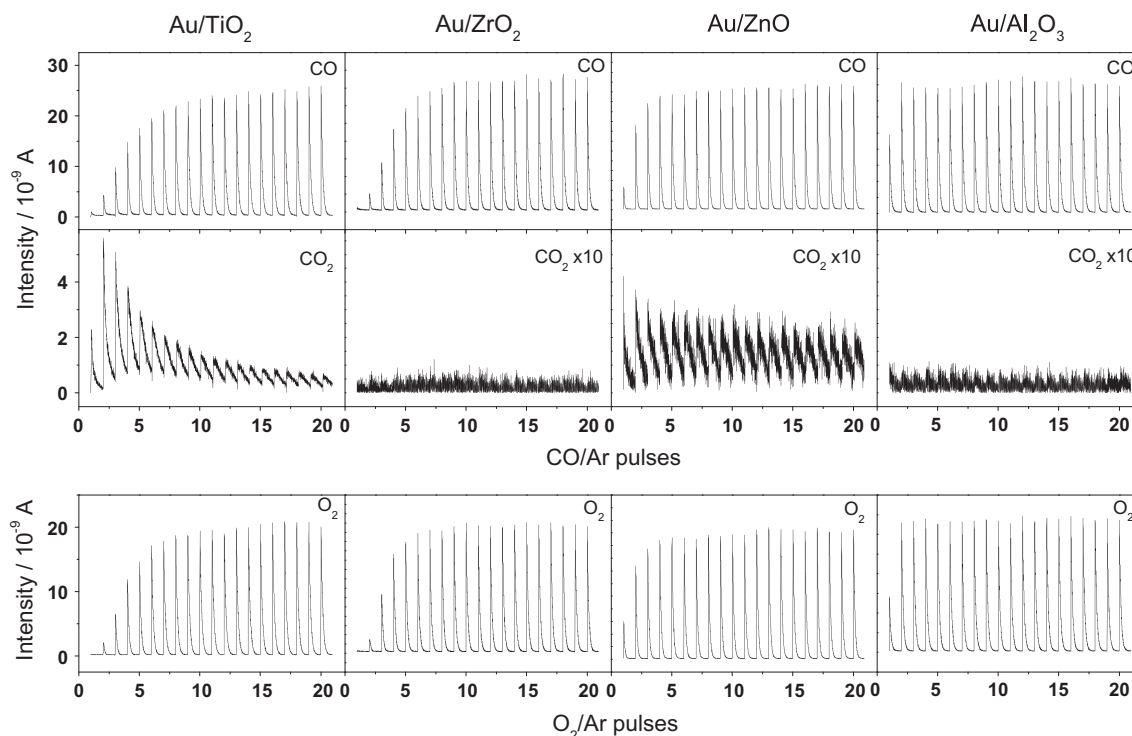 Au/TiO₂ Au/ZrO₂ Au/ZnO Au/Al₂O₃
30 CO CO CO CO
20
10
0
Intensity / 10⁻⁹ A
4 CO₂ CO₂ x10 CO₂ x10 CO₂ x10
2
0
0 5 10 15 20 0 5 10 15 20 0 5 10 15 20 0 5 10 15 20
CO/Ar pulses
20 O₂ O₂ O₂ O₂
10
0
Intensity / 10⁻⁹ A
0 5 10 15 20 0 5 10 15 20 0 5 10 15 20 0 5 10 15 20
O₂/Ar pulses